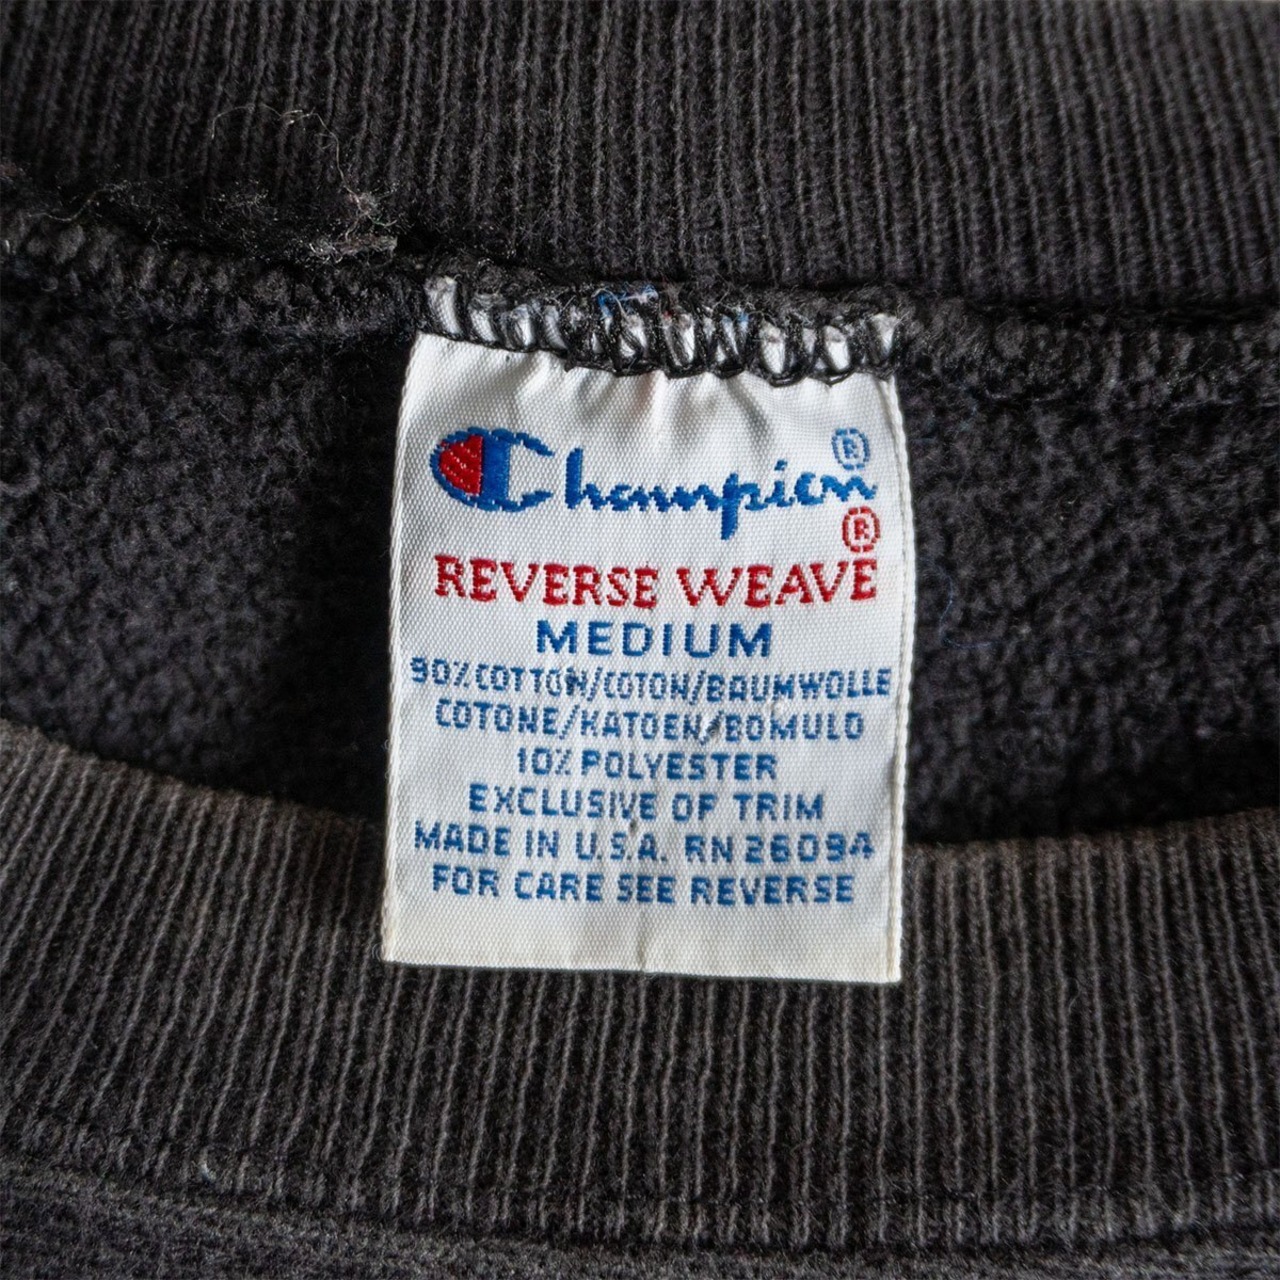 Champion®
®
REVERSE WEAVE
MEDIUM
90% COTTON/COTON/BAUMWOLLE
COTONE/KATOEN/BOMULD
10% POLYESTER
EXCLUSIVE OF TRIM
MADE IN U.S.A. RN 26094
FOR CARE SEE REVERSE